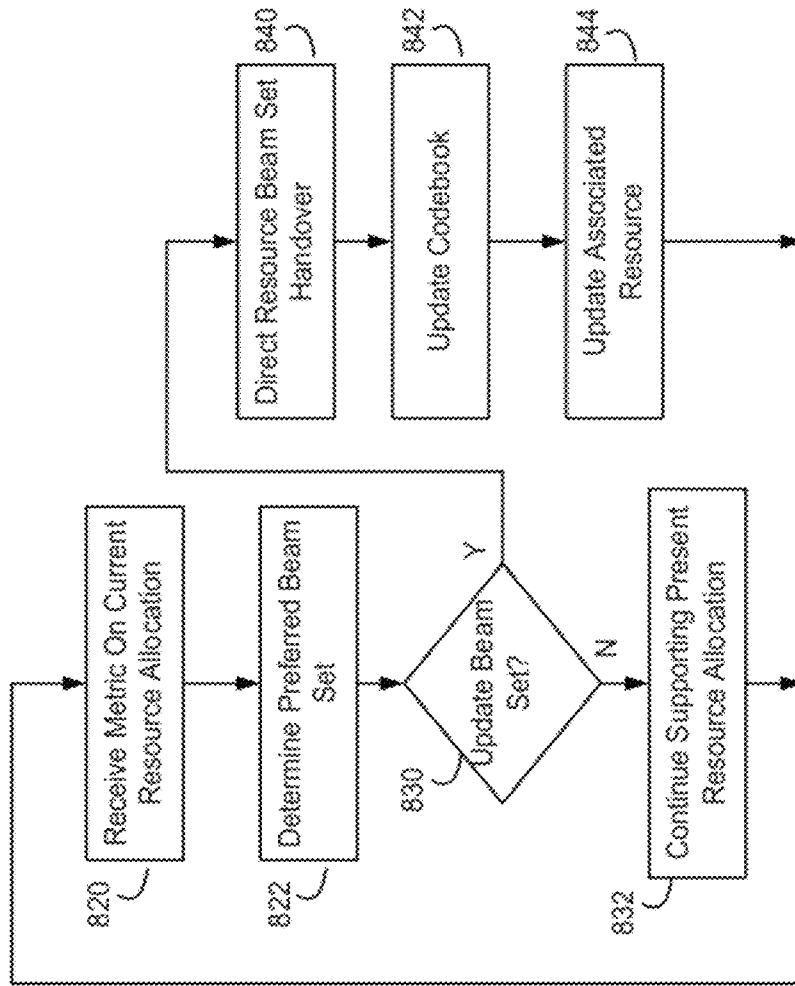 820
Receive Metric On Current
Resource Allocation
822
Determine Preferred Beam
Set
830
Update Beam
Set?
Y
N
832
Continue Supporting Present
Resource Allocation
840
Direct Resource Beam Set
Handover
842
Update Codebook
844
Update Associated
Resource